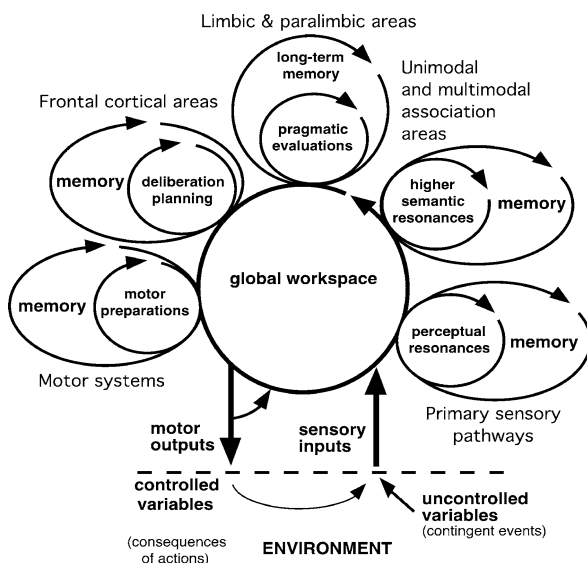 Limbic & paralimbic areas
long-term
memory
pragmatic
evaluations
Unimodal
and multimodal
association
areas
Frontal cortical areas
memory
deliberation
planning
higher
semantic
resonances
memory
global workspace
memory
motor
preparations
perceptual
resonances
memory
Motor systems
Primary sensory
pathways
motor
outputs
sensory
inputs
controlled
variables
uncontrolled
variables
(contingent events)
(consequences
of actions)
ENVIRONMENT